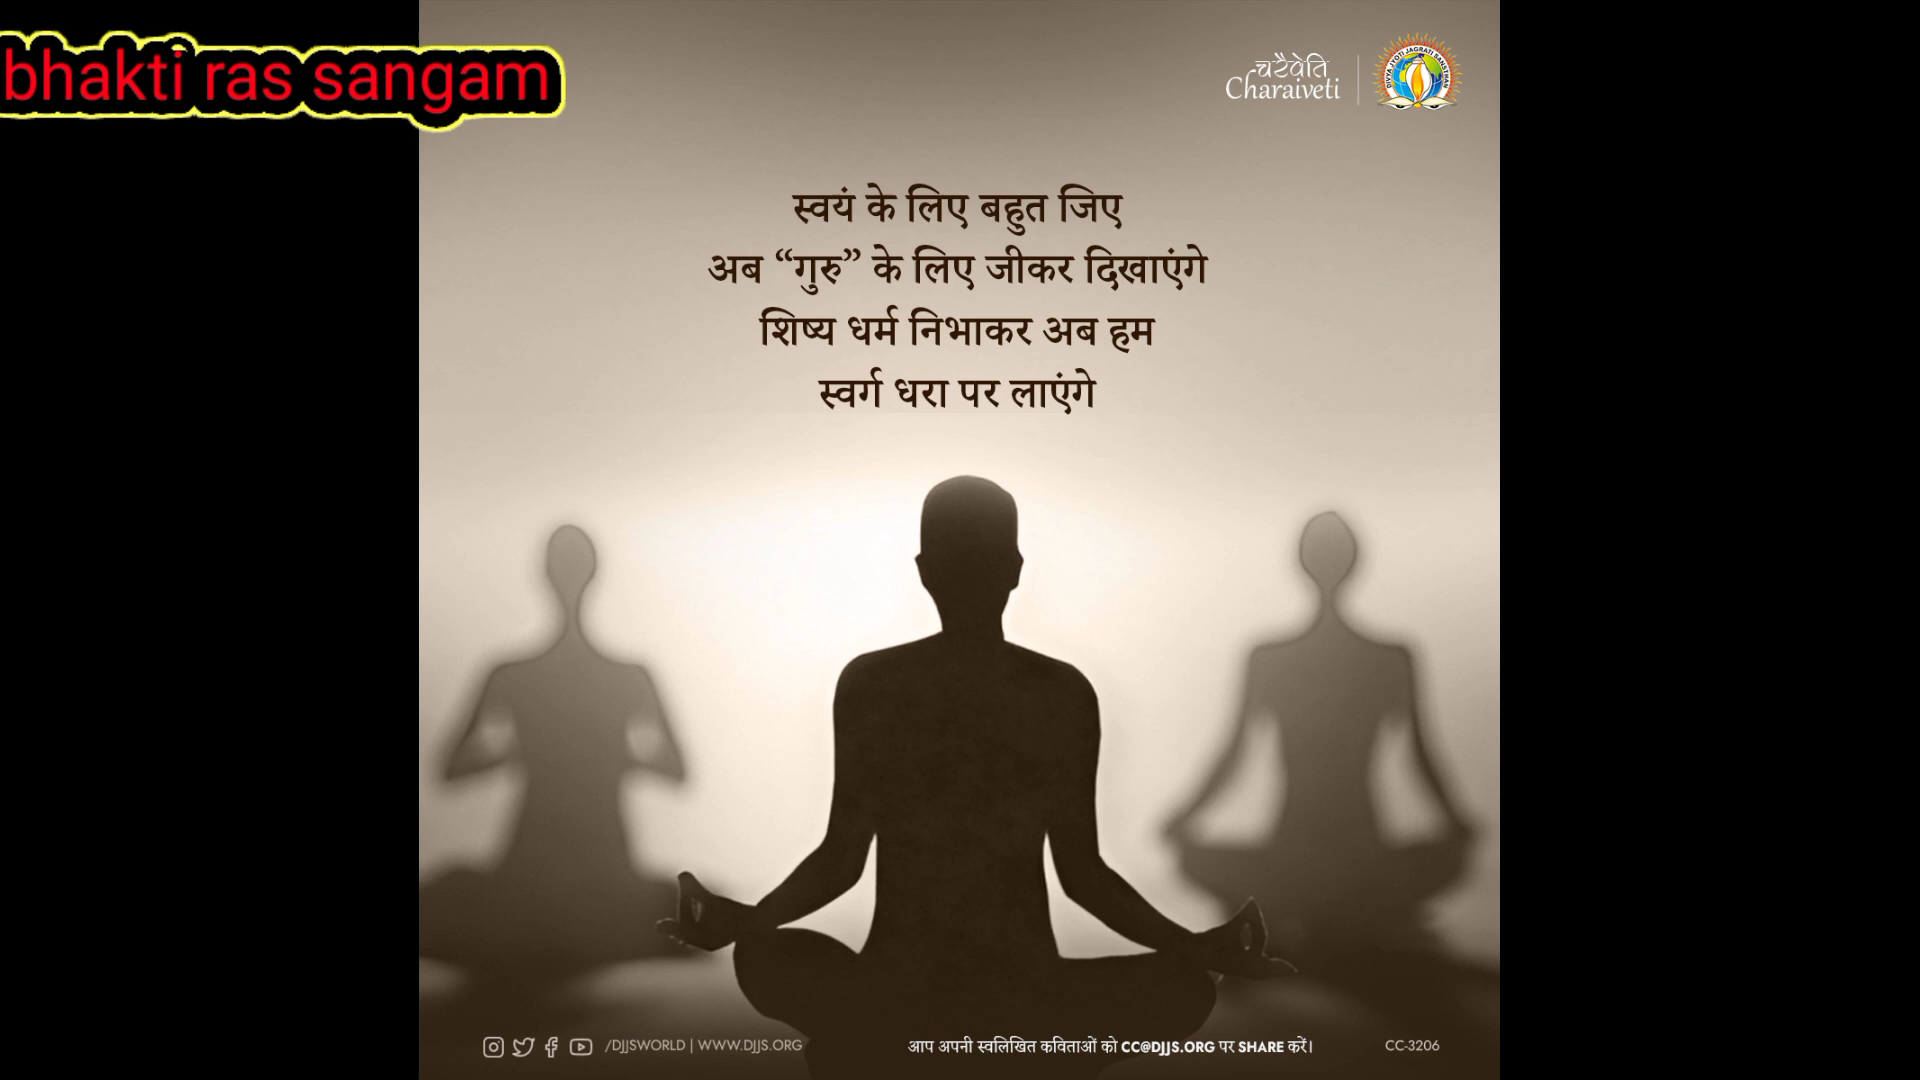 bhakti ras sangam
चरैवेति
Charaiveti
DIVYA JYOTI JAGRATI SANSTHAN
स्वयं के लिए बहुत जिए
अब “गुरु” के लिए जीकर दिखाएंगे
शिष्य धर्म निभाकर अब हम
स्वर्ग धरा पर लाएंगे
/DJJSWORLD | WWW.DJJS.ORG
आप अपनी स्वलिखित कविताओं को CC@DJJS.ORG पर SHARE करें।
CC-3206